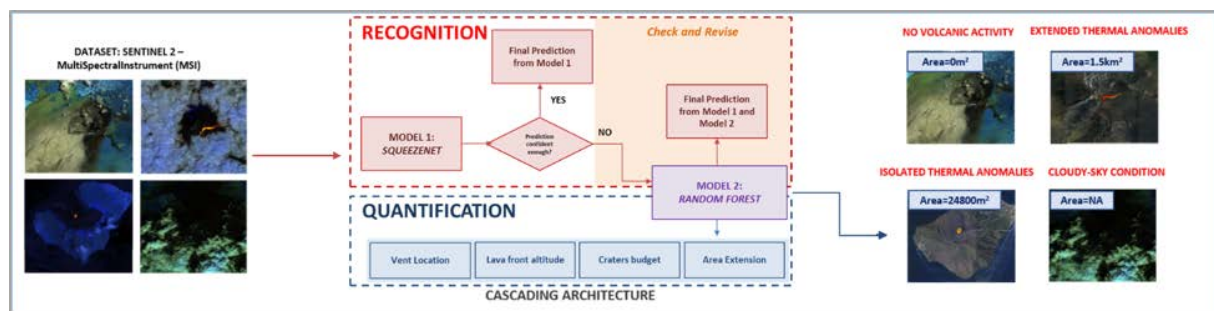 DATASET: SENTINEL 2 –
MultiSpectralInstrument (MSI)
RECOGNITION
Check and Revise
Final Prediction
from Model 1
YES
MODEL 1:
SQUEEZENET
Prediction
confident
enough?
NO
Final Prediction
from Model 1 and
Model 2
MODEL 2:
RANDOM FOREST
QUANTIFICATION
Vent Location
Lava front altitude
Craters budget
Area Extension
CASCADING ARCHITECTURE
NO VOLCANIC ACTIVITY
Area=0m²
EXTENDED THERMAL ANOMALIES
Area=1.5km²
ISOLATED THERMAL ANOMALIES
Area=24800m²
CLOUDY-SKY CONDITION
Area=NA